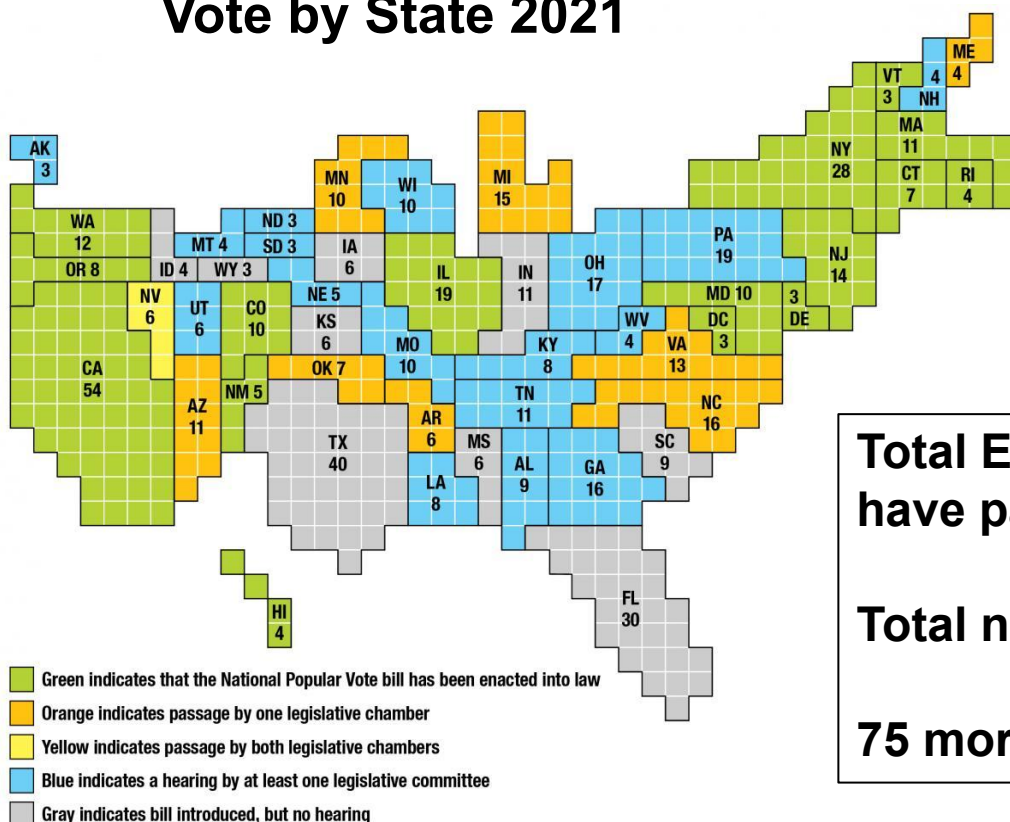 Vote by State 2021
ME
4
VT
3
4
NH
MA
11
NY
28
CT
7
RI
4
AK
3
MN
10
WI
10
MI
15
WA
12
ND 3
MT 4
SD 3
IA
6
PA
19
OR 8
ID 4
WY 3
IL
19
IN
11
OH
17
NJ
14
NV
6
UT
6
CO
10
NE 5
KS
6
MD 10
3
DE
DC
3
WV
4
VA
13
MO
10
KY
8
CA
54
OK 7
NM 5
TN
11
AZ
11
AR
6
NC
16
TX
40
MS
6
AL
9
GA
16
SC
9
LA
8
FL
30
HI
4
Total E
have pa
Total n
75 mor
Green indicates that the National Popular Vote bill has been enacted into law
Orange indicates passage by one legislative chamber
Yellow indicates passage by both legislative chambers
Blue indicates a hearing by at least one legislative committee
Gray indicates bill introduced, but no hearing